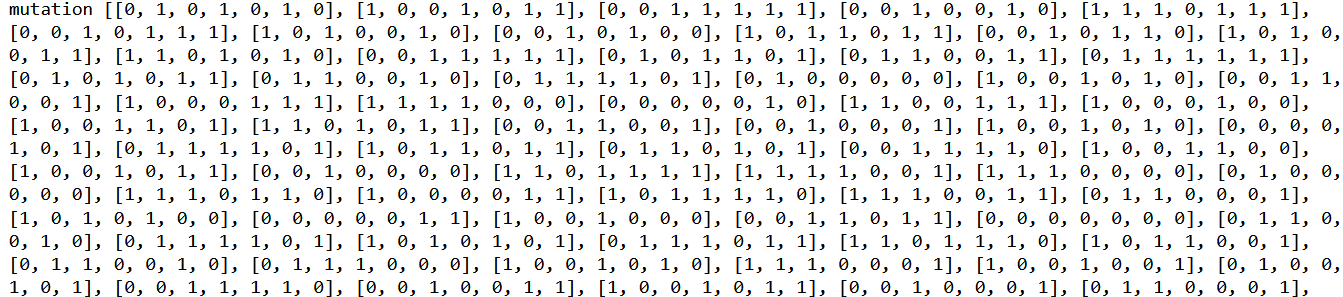 mutation [[0, 1, 0, 1, 0, 1, 0], [1, 0, 0, 1, 0, 1, 1], [0, 0, 1, 1, 1, 1, 1], [0, 0, 1, 0, 0, 1, 0], [1, 1, 1, 0, 1, 1, 1],
[0, 0, 1, 0, 1, 1, 1], [1, 0, 1, 0, 0, 1, 0], [0, 0, 1, 0, 1, 0, 0], [1, 0, 1, 1, 0, 1, 1], [0, 0, 1, 0, 1, 1, 0], [1, 0, 1, 0,
0, 1, 1], [1, 1, 0, 1, 0, 1, 0], [0, 0, 1, 1, 1, 1, 1], [0, 1, 0, 1, 1, 0, 1], [0, 1, 1, 0, 0, 1, 1], [0, 1, 1, 1, 1, 1, 1],
[0, 1, 0, 1, 0, 1, 1], [0, 1, 1, 0, 0, 1, 0], [0, 1, 1, 1, 1, 0, 1], [0, 1, 0, 0, 0, 0, 0], [1, 0, 0, 1, 0, 1, 0], [0, 0, 1, 1,
0, 0, 1], [1, 0, 0, 0, 1, 1, 1], [1, 1, 1, 1, 0, 0, 0], [0, 0, 0, 0, 0, 1, 0], [1, 1, 0, 0, 1, 1, 1], [1, 0, 0, 0, 1, 0, 0],
[1, 0, 0, 1, 1, 0, 1], [1, 1, 0, 1, 0, 1, 1], [0, 0, 1, 1, 0, 0, 1], [0, 0, 1, 0, 0, 0, 1], [1, 0, 0, 1, 0, 1, 0], [0, 0, 0, 0,
1, 0, 1], [0, 1, 1, 1, 1, 0, 1], [1, 0, 1, 1, 0, 1, 1], [0, 1, 1, 0, 1, 0, 1], [0, 0, 1, 1, 1, 1, 0], [1, 0, 0, 1, 1, 0, 0],
[1, 0, 0, 1, 0, 1, 1], [0, 0, 1, 0, 0, 0, 0], [1, 1, 0, 1, 1, 1, 1], [1, 1, 1, 1, 0, 0, 1], [1, 1, 1, 0, 0, 0, 0], [0, 1, 0, 0,
0, 0, 0], [1, 1, 1, 0, 1, 1, 0], [1, 0, 0, 0, 0, 1, 1], [1, 0, 1, 1, 1, 1, 0], [1, 1, 1, 0, 0, 1, 1], [0, 1, 1, 0, 0, 0, 1],
[1, 0, 1, 0, 1, 0, 0], [0, 0, 0, 0, 0, 1, 1], [1, 0, 0, 1, 0, 0, 0], [0, 0, 1, 1, 0, 1, 1], [0, 0, 0, 0, 0, 0, 0], [0, 1, 1, 0,
0, 1, 0], [0, 1, 1, 1, 1, 0, 1], [1, 0, 1, 0, 1, 0, 1], [0, 1, 1, 1, 0, 1, 1], [1, 1, 0, 1, 1, 1, 0], [1, 0, 1, 1, 0, 0, 1],
[0, 1, 1, 0, 0, 1, 0], [0, 1, 1, 1, 0, 0, 0], [1, 0, 0, 1, 0, 1, 0], [1, 1, 1, 0, 0, 0, 1], [1, 0, 0, 1, 0, 0, 1], [0, 1, 0, 0,
1, 0, 1], [0, 0, 1, 1, 1, 1, 0], [0, 0, 1, 0, 0, 1, 1], [1, 0, 0, 1, 0, 1, 1], [0, 0, 1, 0, 0, 0, 1], [0, 1, 1, 0, 0, 1, 1],